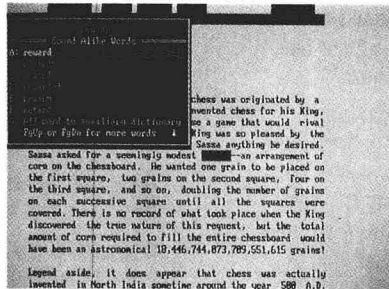 Sound Alike Words
A: reward
Add word to auxiliary dictionary
PgUp or PgDn for more words ↓
chess was originated by a
nvented chess for his King,
se a game that would rival
King was so pleased by the
Sassa anything he desired.
Sassa asked for a seemingly modest --an arrangement of
corn on the chessboard. He wanted one grain to be placed on
the first square, two grains on the second square, four on
the third square, and so on, doubling the number of grains
on each successive square until all the squares were
covered. There is no record of what took place when the King
discovered the true nature of this request, but the total
amount of corn required to fill the entire chessboard would
have been an astronomical 18,446,744,073,709,551,615 grains!
Legend aside, it does appear that chess was actually
invented in North India sometime around the year 500 A.D.